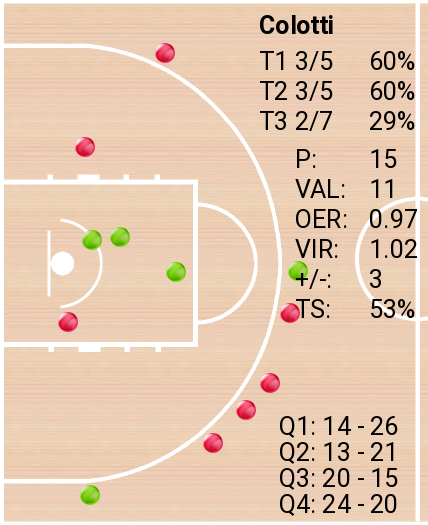 Colotti
T1 3/5 60%
T2 3/5 60%
T3 2/7 29%
P: 15
VAL: 11
OER: 0.97
VIR: 1.02
+/-: 3
TS: 53%
Q1: 14 - 26
Q2: 13 - 21
Q3: 20 - 15
Q4: 24 - 20